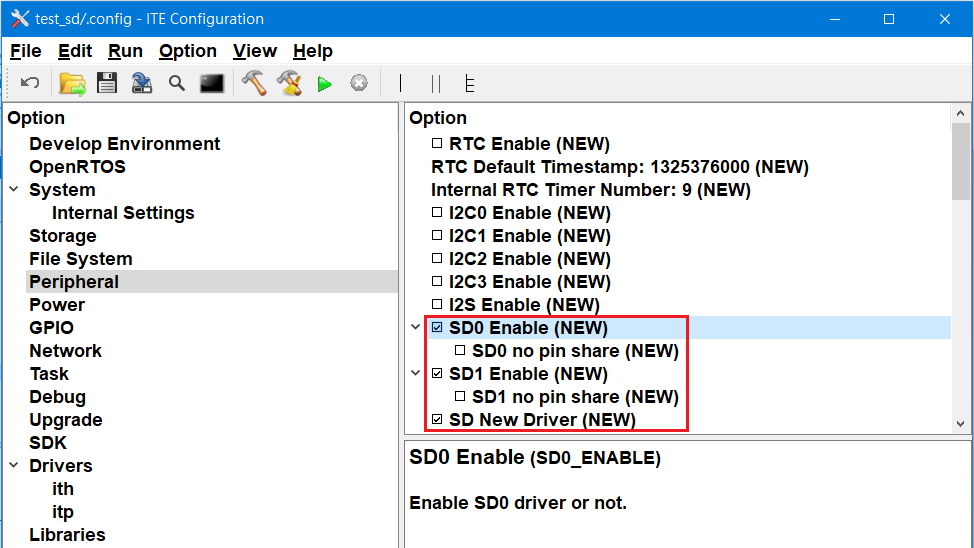 test_sd/.config - ITE Configuration
File Edit Run Option View Help
Option
Develop Environment
OpenRTOS
System
Internal Settings
Storage
File System
Peripheral
Power
GPIO
Network
Task
Debug
Upgrade
SDK
Drivers
ith
itp
Libraries
Option
RTC Enable (NEW)
RTC Default Timestamp: 1325376000 (NEW)
Internal RTC Timer Number: 9 (NEW)
I2C0 Enable (NEW)
I2C1 Enable (NEW)
I2C2 Enable (NEW)
I2C3 Enable (NEW)
I2S Enable (NEW)
SD0 Enable (NEW)
SD0 no pin share (NEW)
SD1 Enable (NEW)
SD1 no pin share (NEW)
SD New Driver (NEW)
SD0 Enable (SD0_ENABLE)
Enable SD0 driver or not.